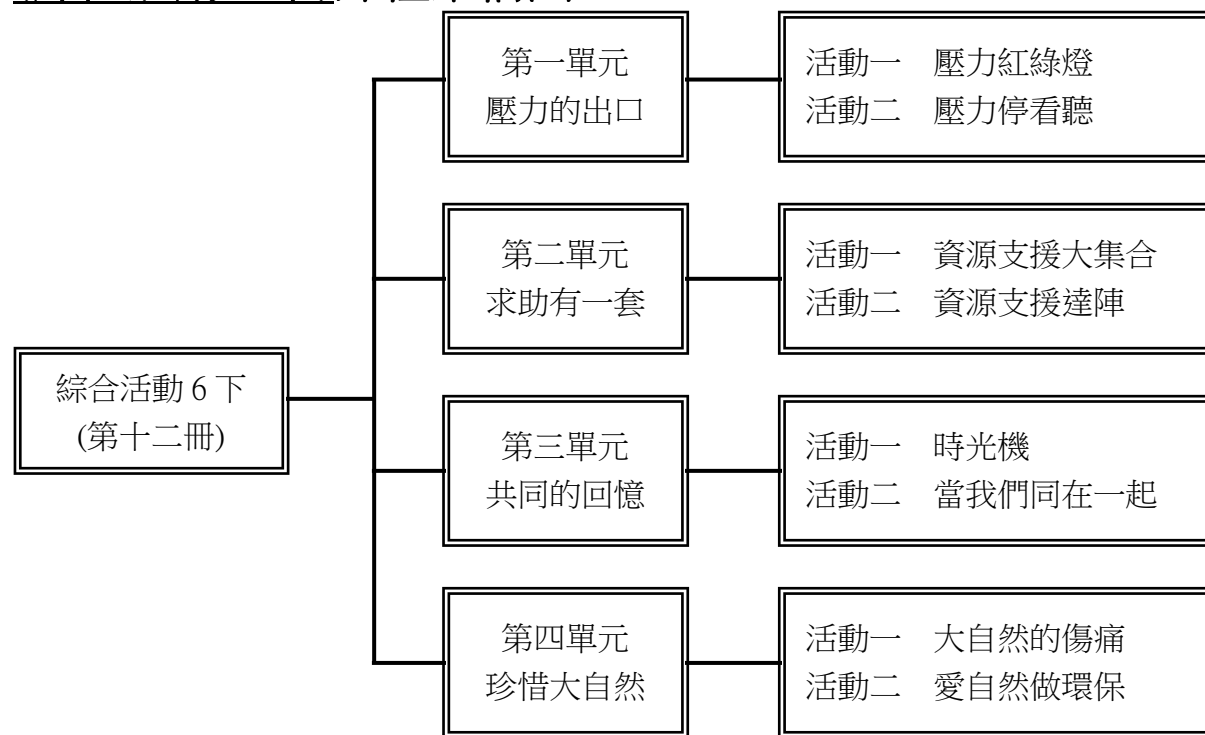 第一單元
壓力的出口
活動一　壓力紅綠燈
活動二　壓力停看聽
第二單元
求助有一套
活動一　資源支援大集合
活動二　資源支援達陣
綜合活動 6 下
(第十二冊)
第三單元
共同的回憶
活動一　時光機
活動二　當我們同在一起
第四單元
珍惜大自然
活動一　大自然的傷痛
活動二　愛自然做環保